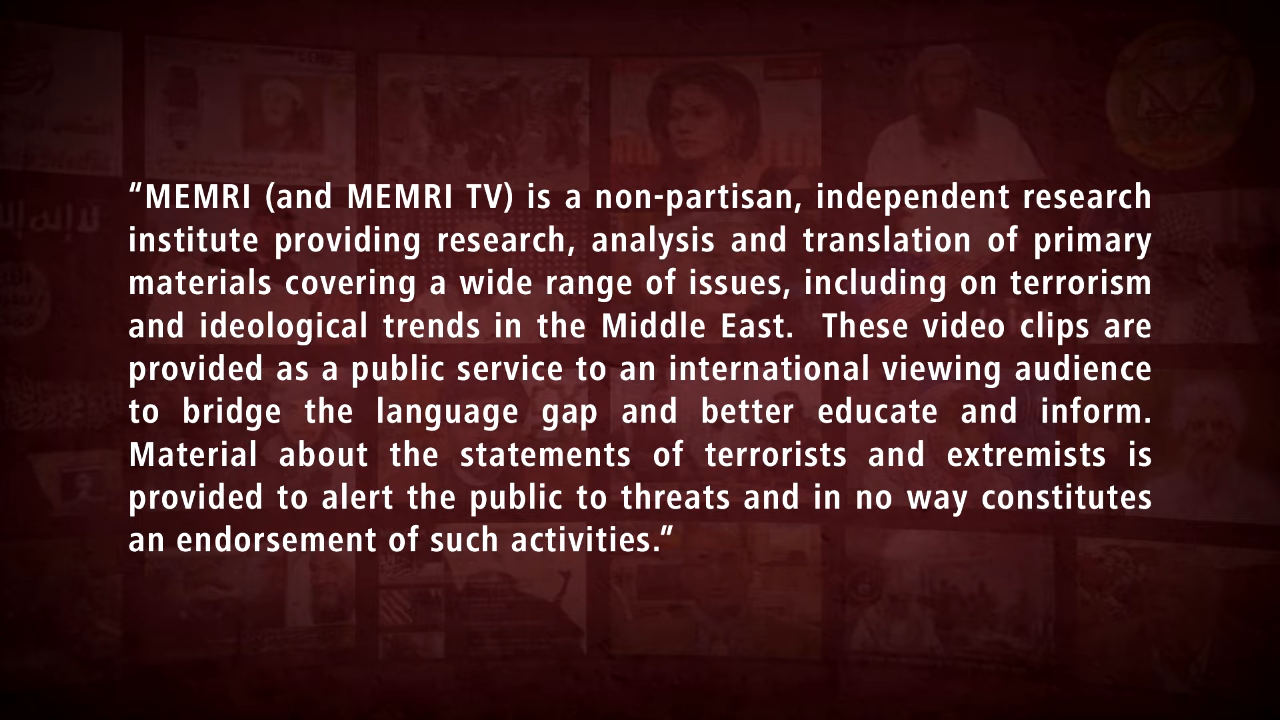 “MEMRI (and MEMRI TV) is a non-partisan, independent research
institute providing research, analysis and translation of primary
materials covering a wide range of issues, including on terrorism
and ideological trends in the Middle East.  These video clips are
provided as a public service to an international viewing audience
to bridge the language gap and better educate and inform.
Material about the statements of terrorists and extremists is
provided to alert the public to threats and in no way constitutes
an endorsement of such activities.”